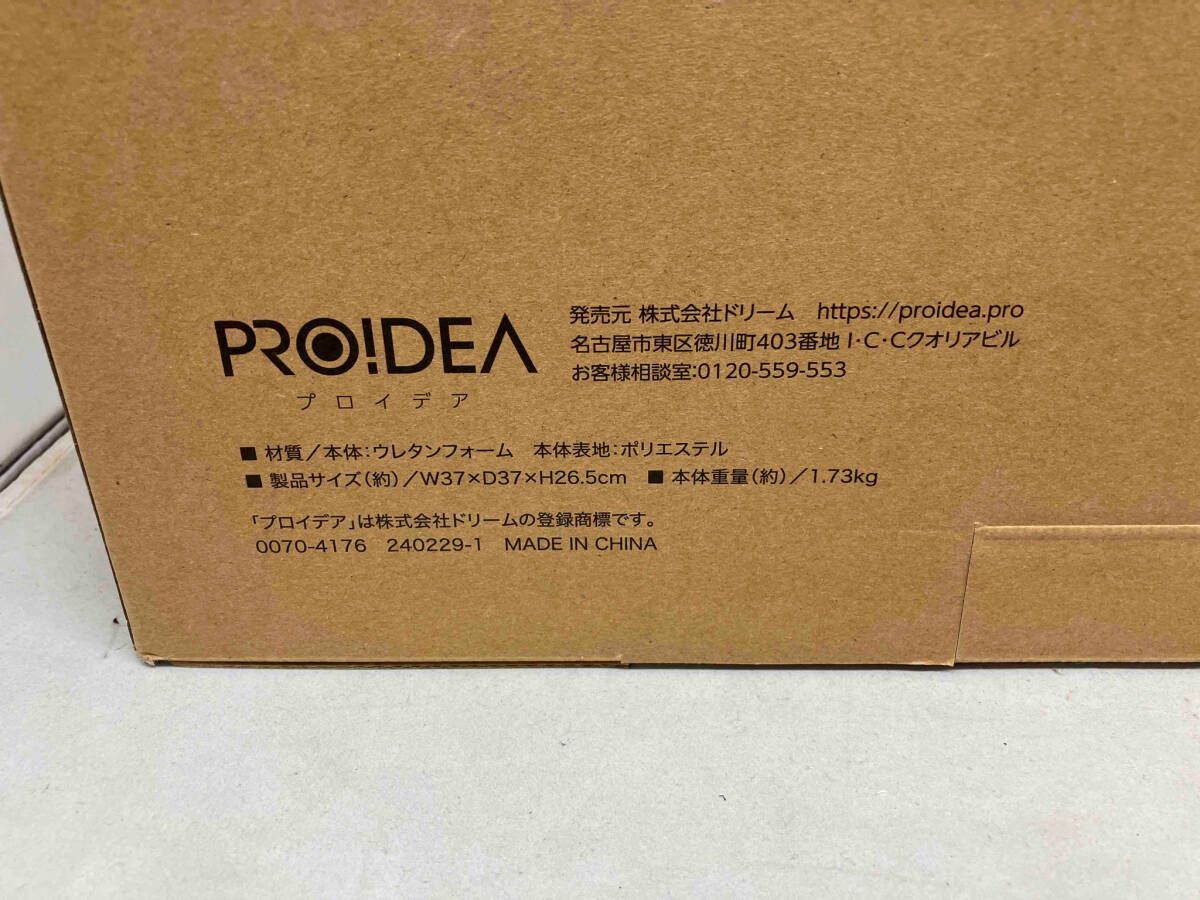 PRO!DEA
プロイデア
発売元 株式会社ドリーム https://proidea.pro
名古屋市東区徳川町403番地 I・C・Cクオリアビル
お客様相談室:0120-559-553
■ 材質／本体:ウレタンフォーム 本体表地:ポリエステル
■ 製品サイズ(約)／W37×D37×H26.5cm ■ 本体重量(約)／1.73kg
「プロイデア」は株式会社ドリームの登録商標です。
0070-4176 240229-1 MADE IN CHINA